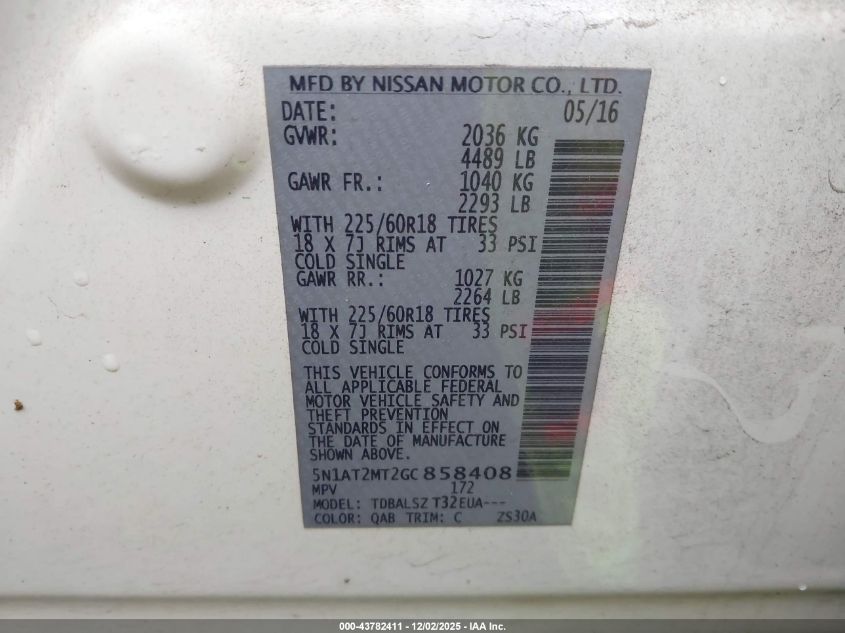 MFD BY NISSAN MOTOR CO., LTD.
DATE: 05/16
GVWR: 2036 KG
4489 LB
GAWR FR.: 1040 KG
2293 LB
WITH 225/60R18 TIRES
18 X 7J RIMS AT 33 PSI
COLD SINGLE
GAWR RR.: 1027 KG
2264 LB
WITH 225/60R18 TIRES
18 X 7J RIMS AT 33 PSI
COLD SINGLE
THIS VEHICLE CONFORMS TO
ALL APPLICABLE FEDERAL
MOTOR VEHICLE SAFETY AND
THEFT PREVENTION
STANDARDS IN EFFECT ON
THE DATE OF MANUFACTURE
SHOWN ABOVE.
5N1AT2MT2GC858408
MPV 172
MODEL: TDBALSZ T32EUA---
COLOR: QAB TRIM: C ZS30A
000-43782411 - 12/02/2025 - IAA Inc.